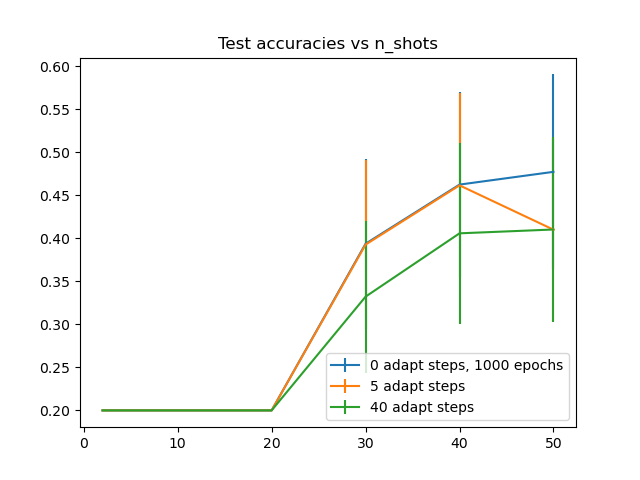 Test accuracies vs n_shots
0.60
0.55
0.50
0.45
0.40
0.35
0.30
0.25
0.20
0 adapt steps, 1000 epochs
5 adapt steps
40 adapt steps
0 10 20 30 40 50